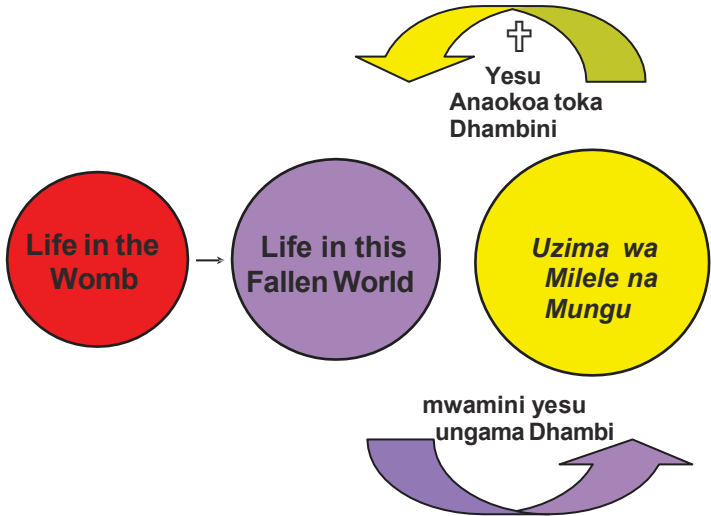 Yesu
Anaokoa toka
Dhambini
Life in the
Womb
Life in this
Fallen World
Uzima wa
Milele na
Mungu
mwamini yesu
ungama Dhambi